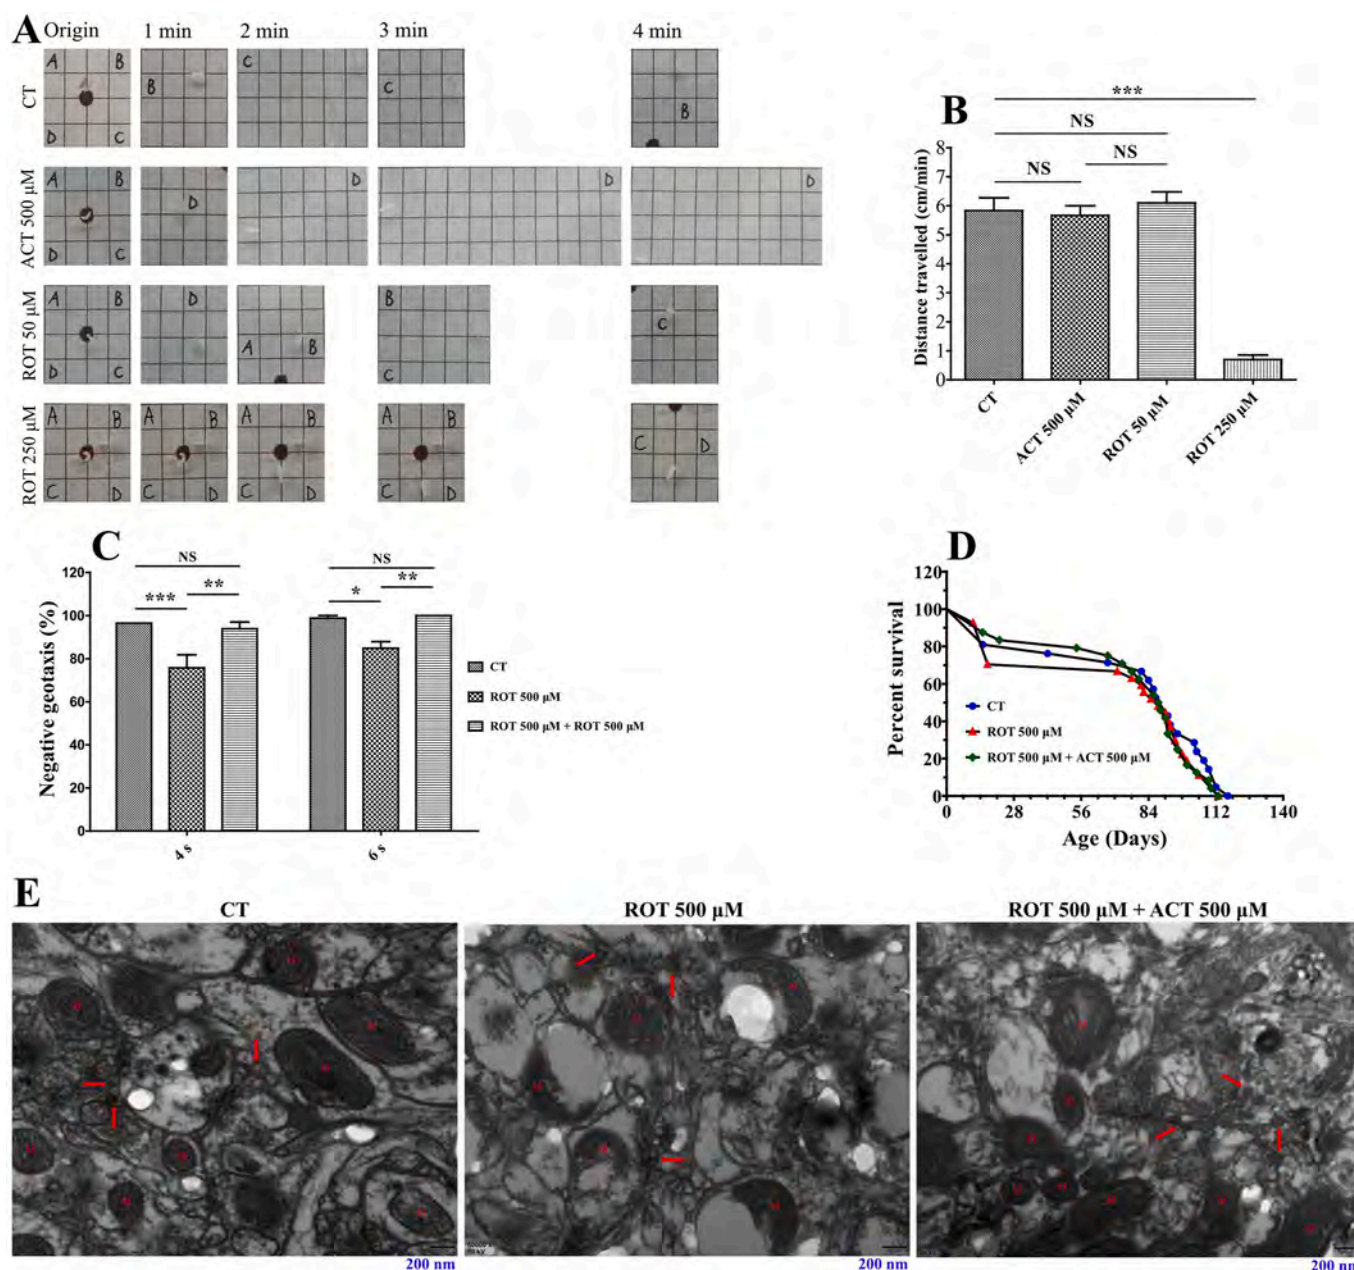 A
Origin 1 min 2 min 3 min 4 min
CT
A B
D C
B
C
C
B
ACT 500 μM
A B
D C
D
D
D
D
ROT 50 μM
A B
D C
D
A B
B
C
C
ROT 250 μM
A B
C D
A B
C D
A B
C D
A B
C D
C D
B
***
NS
NS
NS
Distance travelled (cm/min)
8
7
6
5
4
3
2
1
0
CT
ACT 500 μM
ROT 50 μM
ROT 250 μM
C
NS NS
*** ** * **
Negative geotaxis (%)
120
100
80
60
40
20
0
4 s 6 s
CT
ROT 500 μM
ROT 500 μM + ROT 500 μM
D
Percent survival
120
100
80
60
40
20
0
CT
ROT 500 μM
ROT 500 μM + ACT 500 μM
0 28 56 84 112 140
Age (Days)
E
CT
ROT 500 μM
ROT 500 μM + ACT 500 μM
200 nm
200 nm
200 nm